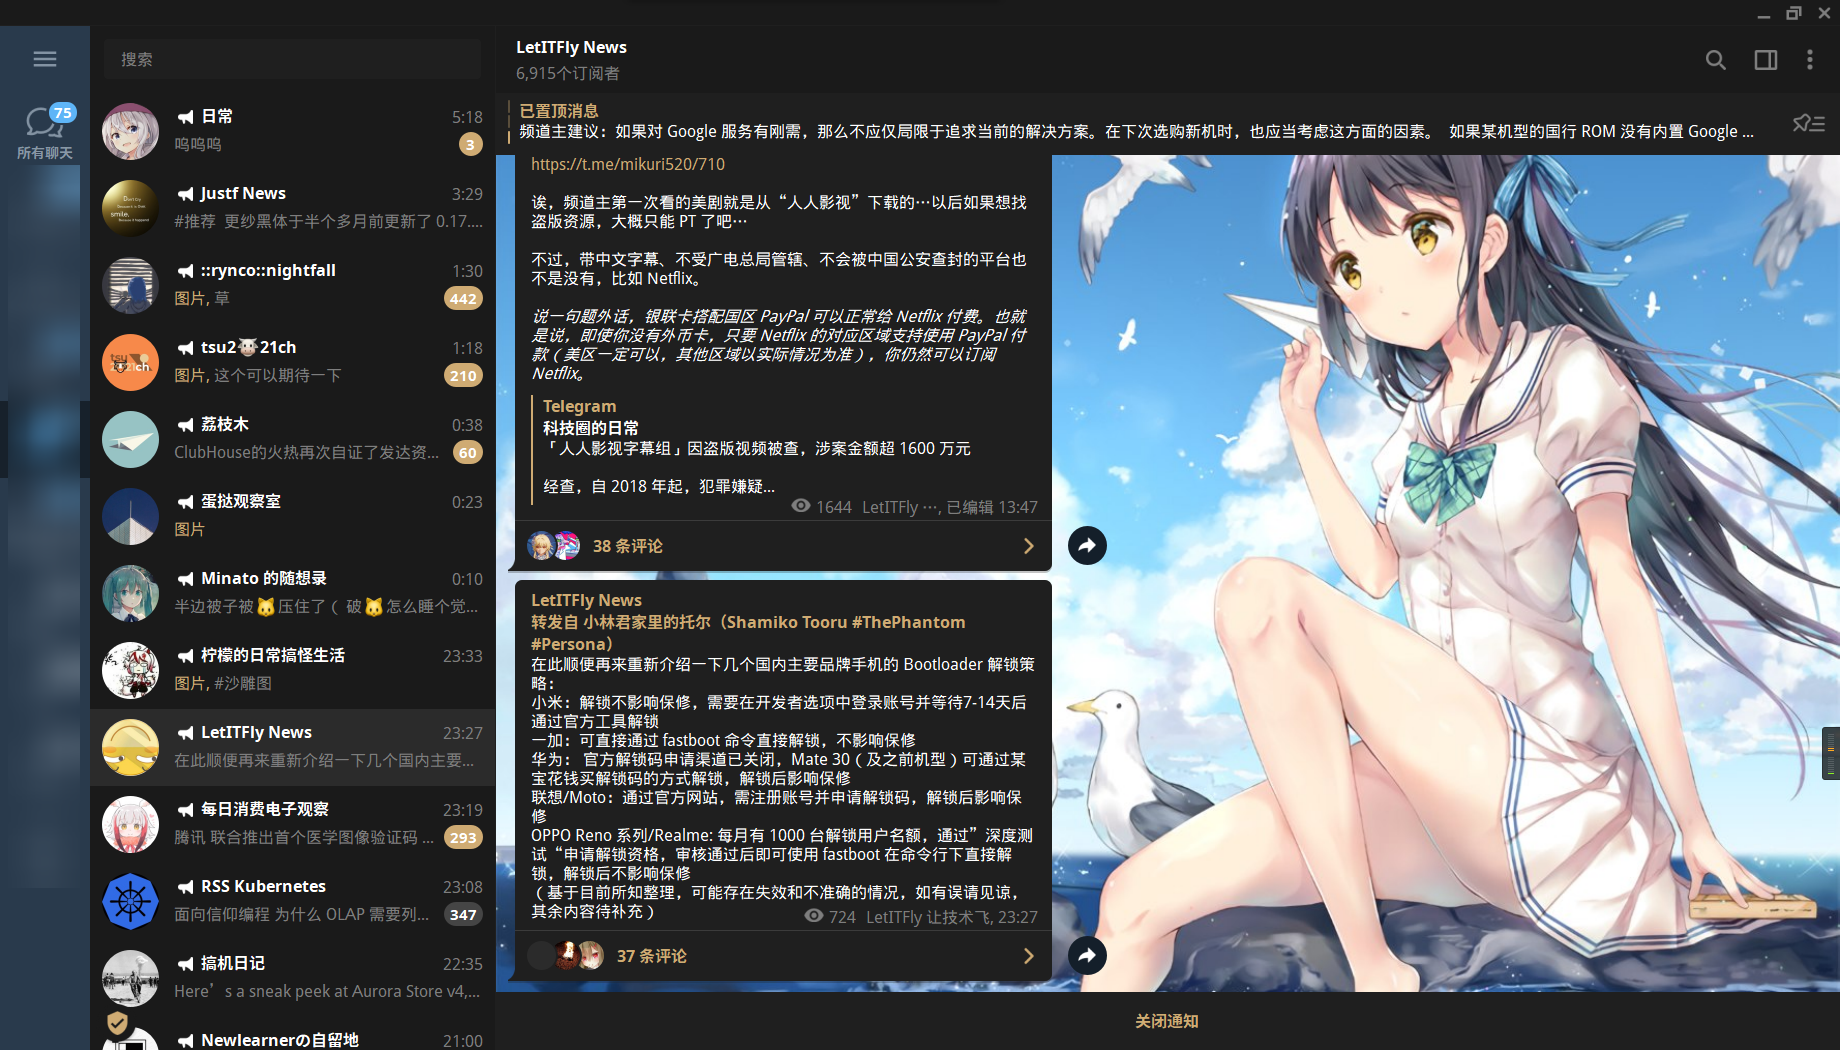 搜索
75
所有聊天
日常 5:18
呜呜呜 3
Justf News 3:29
#推荐 更纱黑体于半个多月前更新了 0.17....
::rynco::nightfall 1:30
图片, 草 442
tsu2🐮21ch 1:18
图片, 这个可以期待一下 210
荔枝木 0:38
ClubHouse的火热再次自证了发达资... 60
蛋挞观察室 0:23
图片
Minato 的随想录 0:10
半边被子被🐱压住了（ 破🐱怎么睡个觉...
柠檬的日常搞怪生活 23:33
图片, #沙雕图
LetITFly News 23:27
在此顺便再来重新介绍一下几个国内主要...
每日消费电子观察 23:19
腾讯 联合推出首个医学图像验证码 ... 293
RSS Kubernetes 23:08
面向信仰编程 为什么 OLAP 需要列... 347
搞机日记 22:35
Here’s a sneak peek at Aurora Store v4,...
Newlearnerの自留地 21:00
LetITFly News
6,915个订阅者
已置顶消息
频道主建议：如果对 Google 服务有刚需，那么不应仅局限于追求当前的解决方案。在下次选购新机时，也应当考虑这方面的因素。 如果某机型的国行 ROM 没有内置 Google ...
https://t.me/mikuri520/710
诶，频道主第一次看的美剧就是从“人人影视”下载的⋯以后如果想找
盗版资源，大概只能 PT 了吧⋯
不过，带中文字幕、不受广电总局管辖、不会被中国公安查封的平台也
不是没有，比如 Netflix。
说一句题外话，银联卡搭配国区 PayPal 可以正常给 Netflix 付费。也就
是说，即使你没有外币卡，只要 Netflix 的对应区域支持使用 PayPal 付
款（美区一定可以，其他区域以实际情况为准），你仍然可以订阅
Netflix。
Telegram
科技圈的日常
「人人影视字幕组」因盗版视频被查，涉案金额超 1600 万元
经查，自 2018 年起，犯罪嫌疑...
1644 LetITFly ⋯, 已编辑 13:47
38 条评论
LetITFly News
转发自 小林君家里的托尔（Shamiko Tooru #ThePhantom
#Persona）
在此顺便再来重新介绍一下几个国内主要品牌手机的 Bootloader 解锁策
略：
小米：解锁不影响保修，需要在开发者选项中登录账号并等待7-14天后
通过官方工具解锁
一加：可直接通过 fastboot 命令直接解锁，不影响保修
华为： 官方解锁码申请渠道已关闭，Mate 30（及之前机型）可通过某
宝花钱买解锁码的方式解锁，解锁后影响保修
联想/Moto：通过官方网站，需注册账号并申请解锁码，解锁后影响保
修
OPPO Reno 系列/Realme: 每月有 1000 台解锁用户名额，通过”深度测
试“申请解锁资格，审核通过后即可使用 fastboot 在命令行下直接解
锁，解锁后不影响保修
（基于目前所知整理，可能存在失效和不准确的情况，如有误请见谅，
其余内容待补充）
724 LetITFly 让技术飞, 23:27
37 条评论
关闭通知